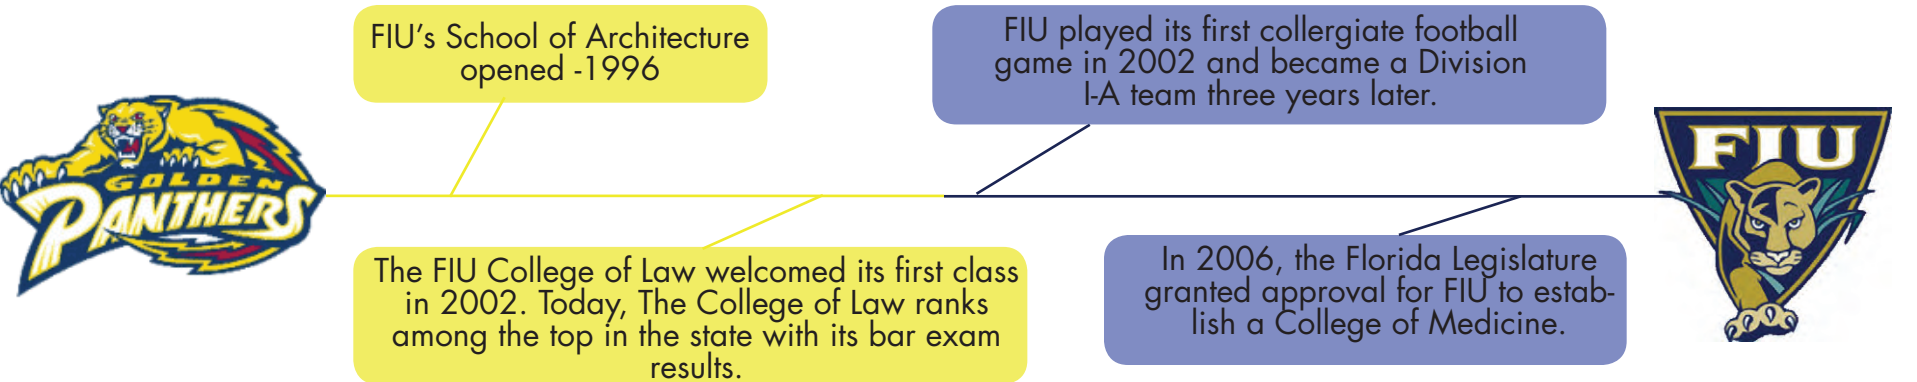 FIU's School of Architecture
opened -1996
FIU played its first collergiate football
game in 2002 and became a Division
I-A team three years later.
GOLDEN
PANTHERS
FIU
The FIU College of Law welcomed its first class
in 2002. Today, The College of Law ranks
among the top in the state with its bar exam
results.
In 2006, the Florida Legislature
granted approval for FIU to estab-
lish a College of Medicine.